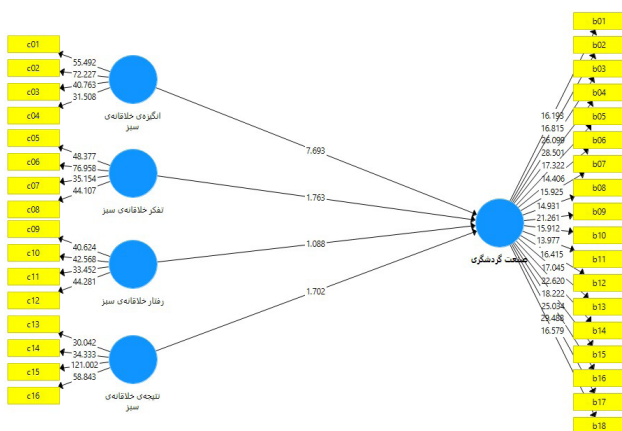 c01
c02
c03
c04
55.492
72.227
40.763
31.508
انگیزه‌ی خلاقانه‌ی
سبز
c05
c06
c07
c08
48.377
76.958
35.154
44.107
تفکر خلاقانه‌ی سبز
c09
c10
c11
c12
40.624
42.568
33.452
44.281
رفتار خلاقانه‌ی سبز
c13
c14
c15
c16
30.042
34.333
121.002
58.843
نتیجه‌ی خلاقانه‌ی
سبز
7.693
1.763
1.088
1.702
صنعت گردشگری
16.193
16.815
26.099
28.501
17.322
14.406
15.925
14.931
21.261
15.912
13.977
16.415
17.045
22.620
18.222
25.034
29.488
16.579
b01
b02
b03
b04
b05
b06
b07
b08
b09
b10
b11
b12
b13
b14
b15
b16
b17
b18